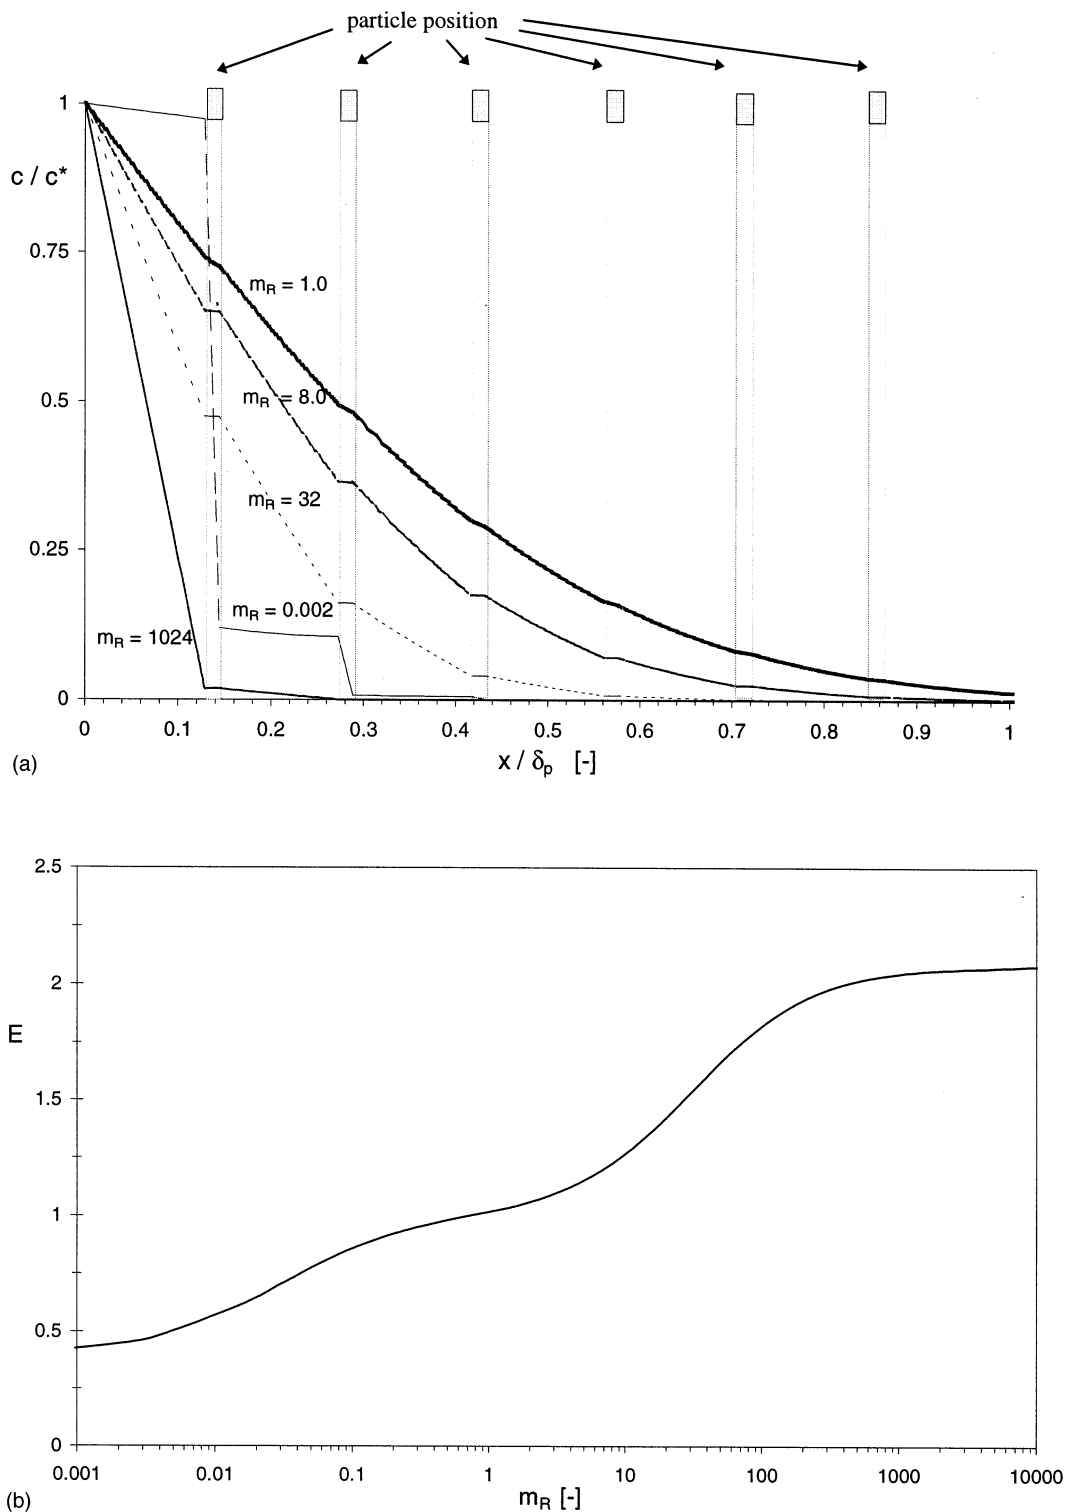 particle position
1
c / c*
0.75
m_R = 1.0
0.5
m_R = 8.0
m_R = 32
0.25
m_R = 0.002
m_R = 1024
0
0 0.1 0.2 0.3 0.4 0.5 0.6 0.7 0.8 0.9 1
(a)
x / δ_p [-]
2.5
2
E
1.5
1
0.5
0
0.001 0.01 0.1 1 10 100 1000 10000
(b)
m_R [-]